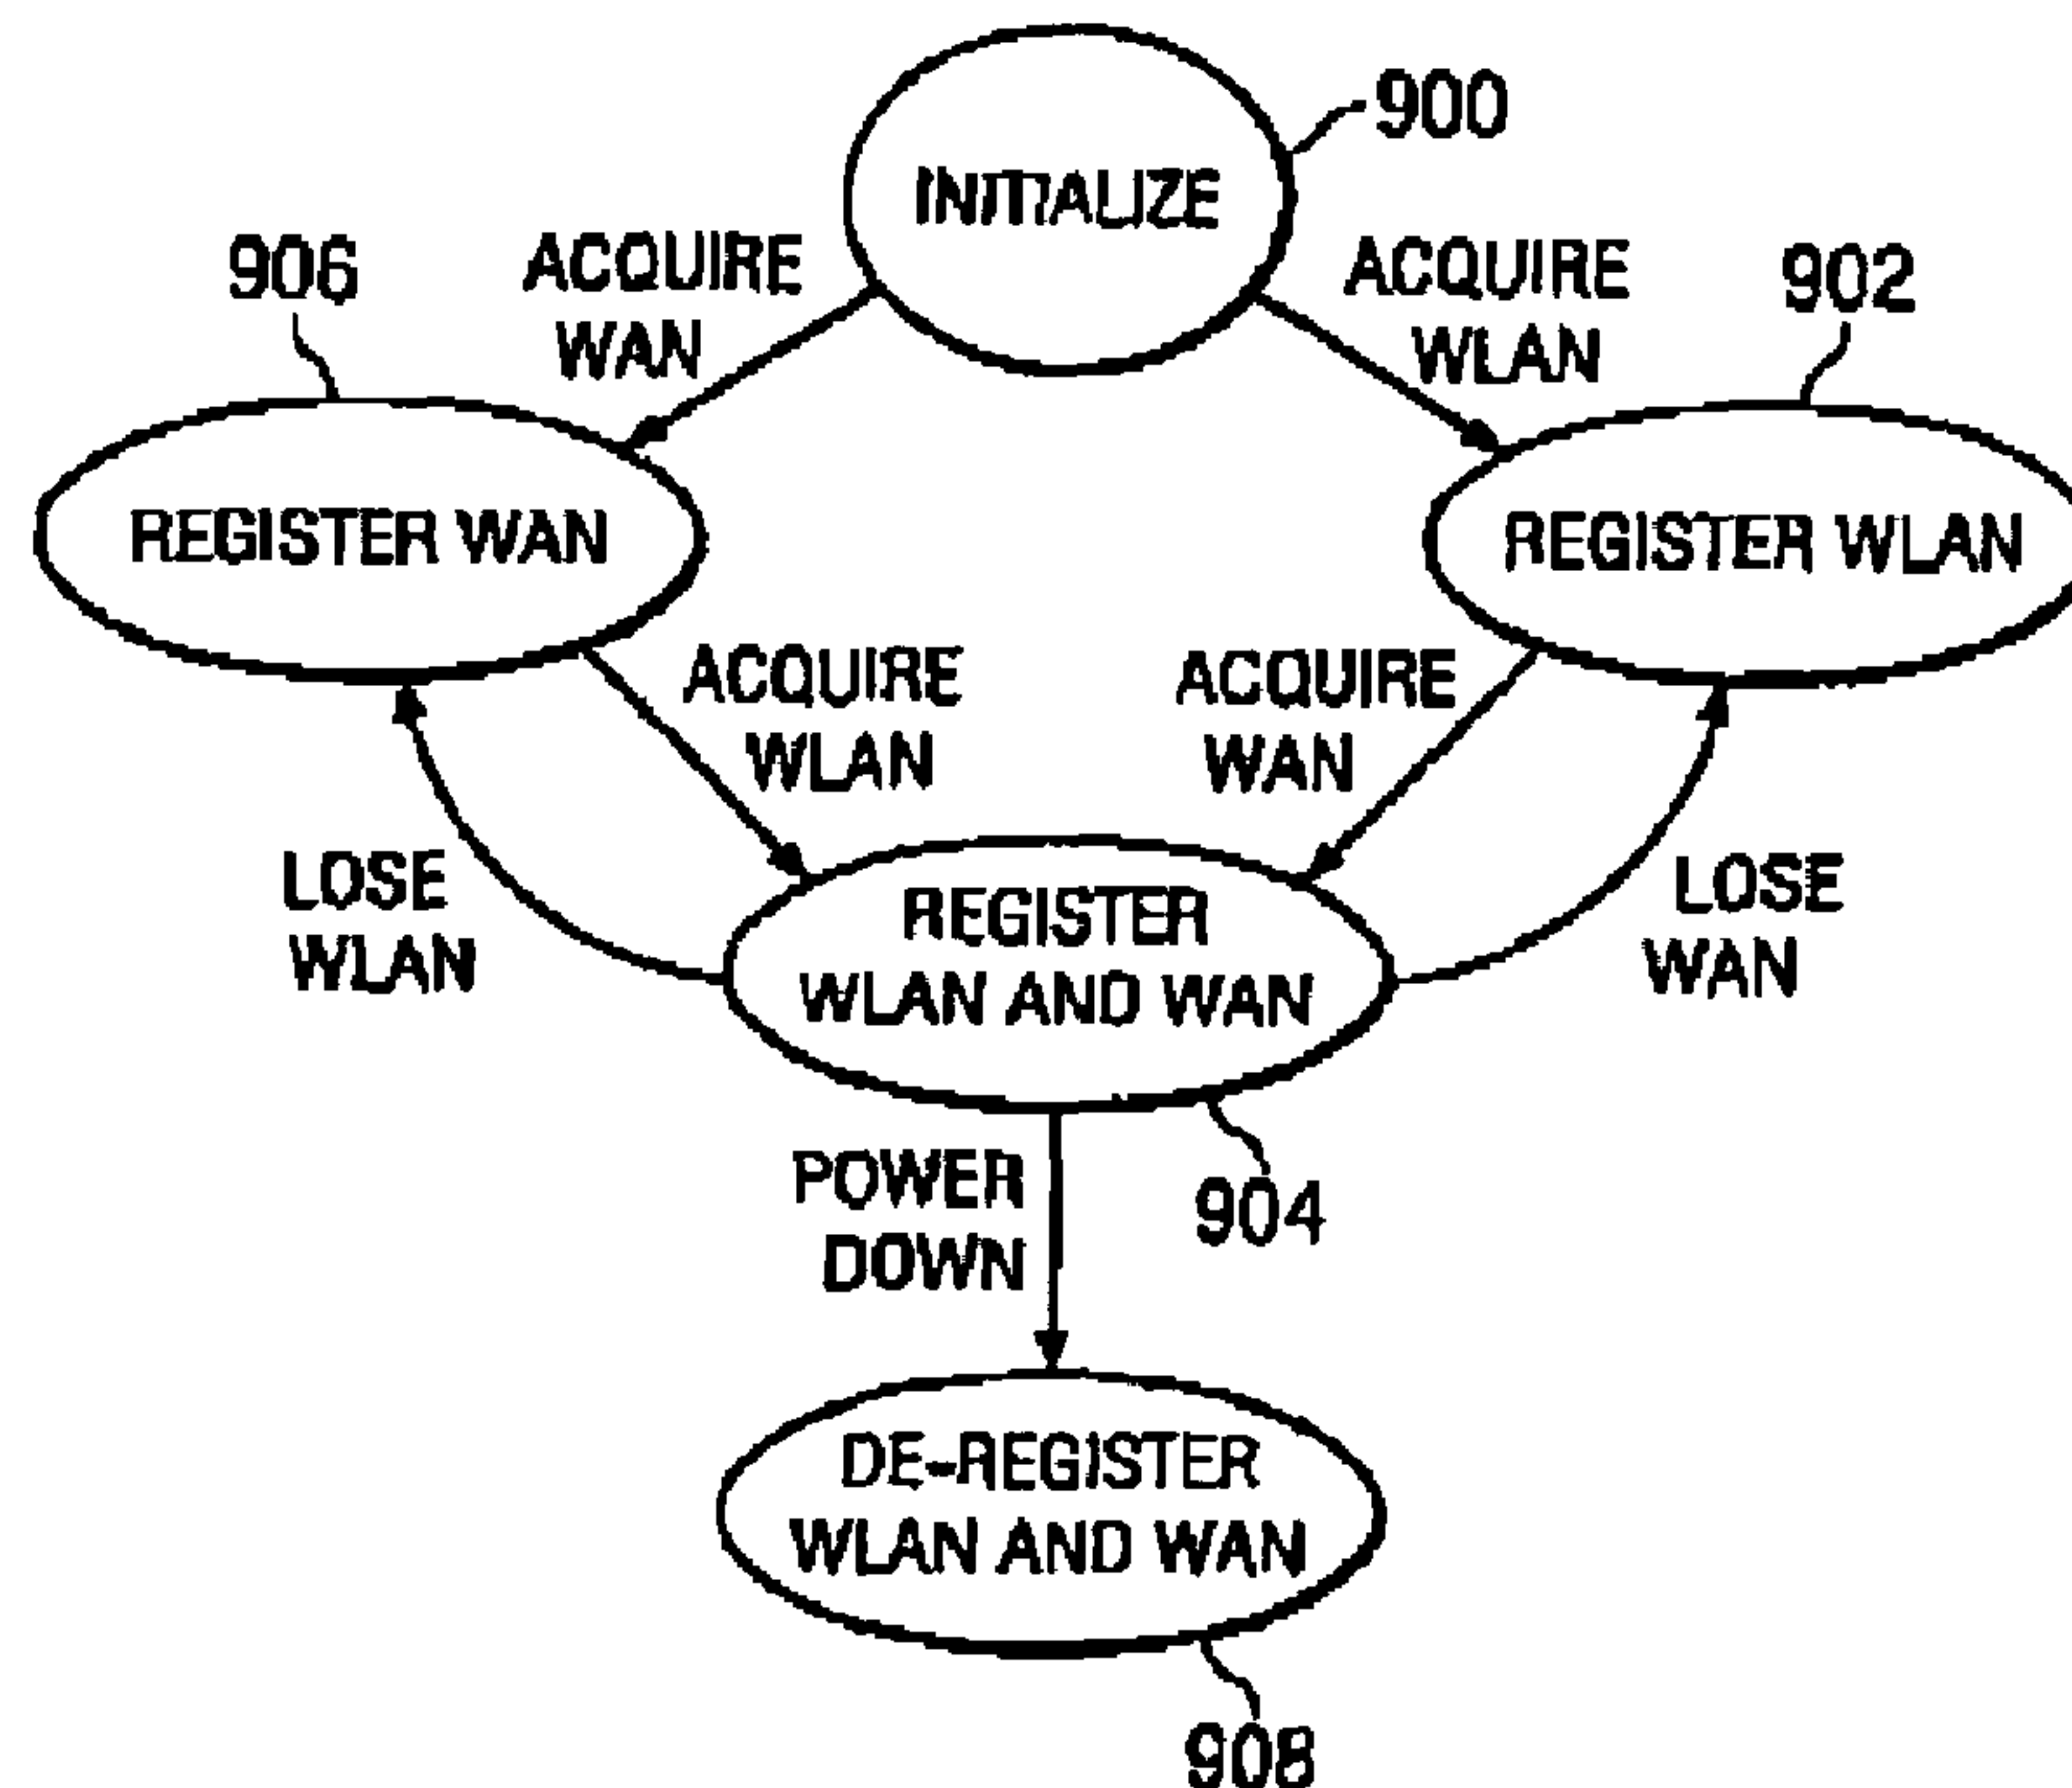 900
INITIALIZE
906
ACQUIRE
WAN
ACQUIRE
WLAN
902
REGISTER WAN
REGISTER WLAN
ACQUIRE
WLAN
ACQUIRE
WAN
LOSE
WLAN
REGISTER
WLAN AND WAN
LOSE
WAN
POWER
DOWN
904
DE-REGISTER
WLAN AND WAN
908